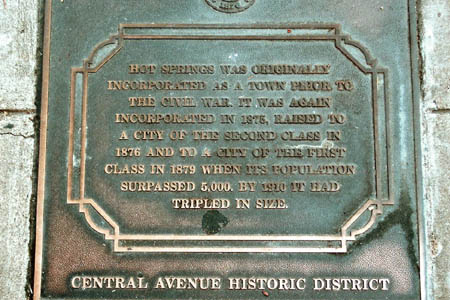 HOT SPRINGS WAS ORIGINALLY
INCORPORATED AS A TOWN PRIOR TO
THE CIVIL WAR. IT WAS AGAIN
INCORPORATED IN 1875, RAISED TO
A CITY OF THE SECOND CLASS IN
1876 AND TO A CITY OF THE FIRST
CLASS IN 1879 WHEN ITS POPULATION
SURPASSED 5,000. BY 1910 IT HAD
TRIPLED IN SIZE.
CENTRAL AVENUE HISTORIC DISTRICT